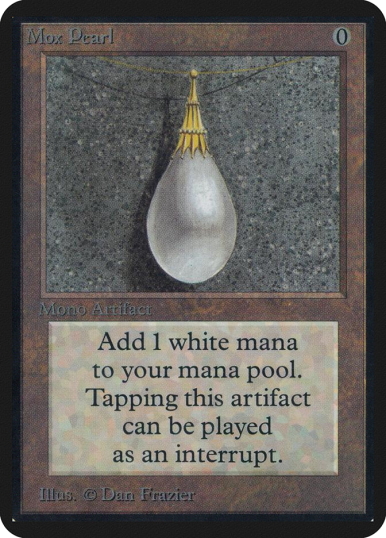 Mox Pearl 0
Mono Artifact
Add 1 white mana
to your mana pool.
Tapping this artifact
can be played
as an interrupt.
Illus. © Dan Frazier